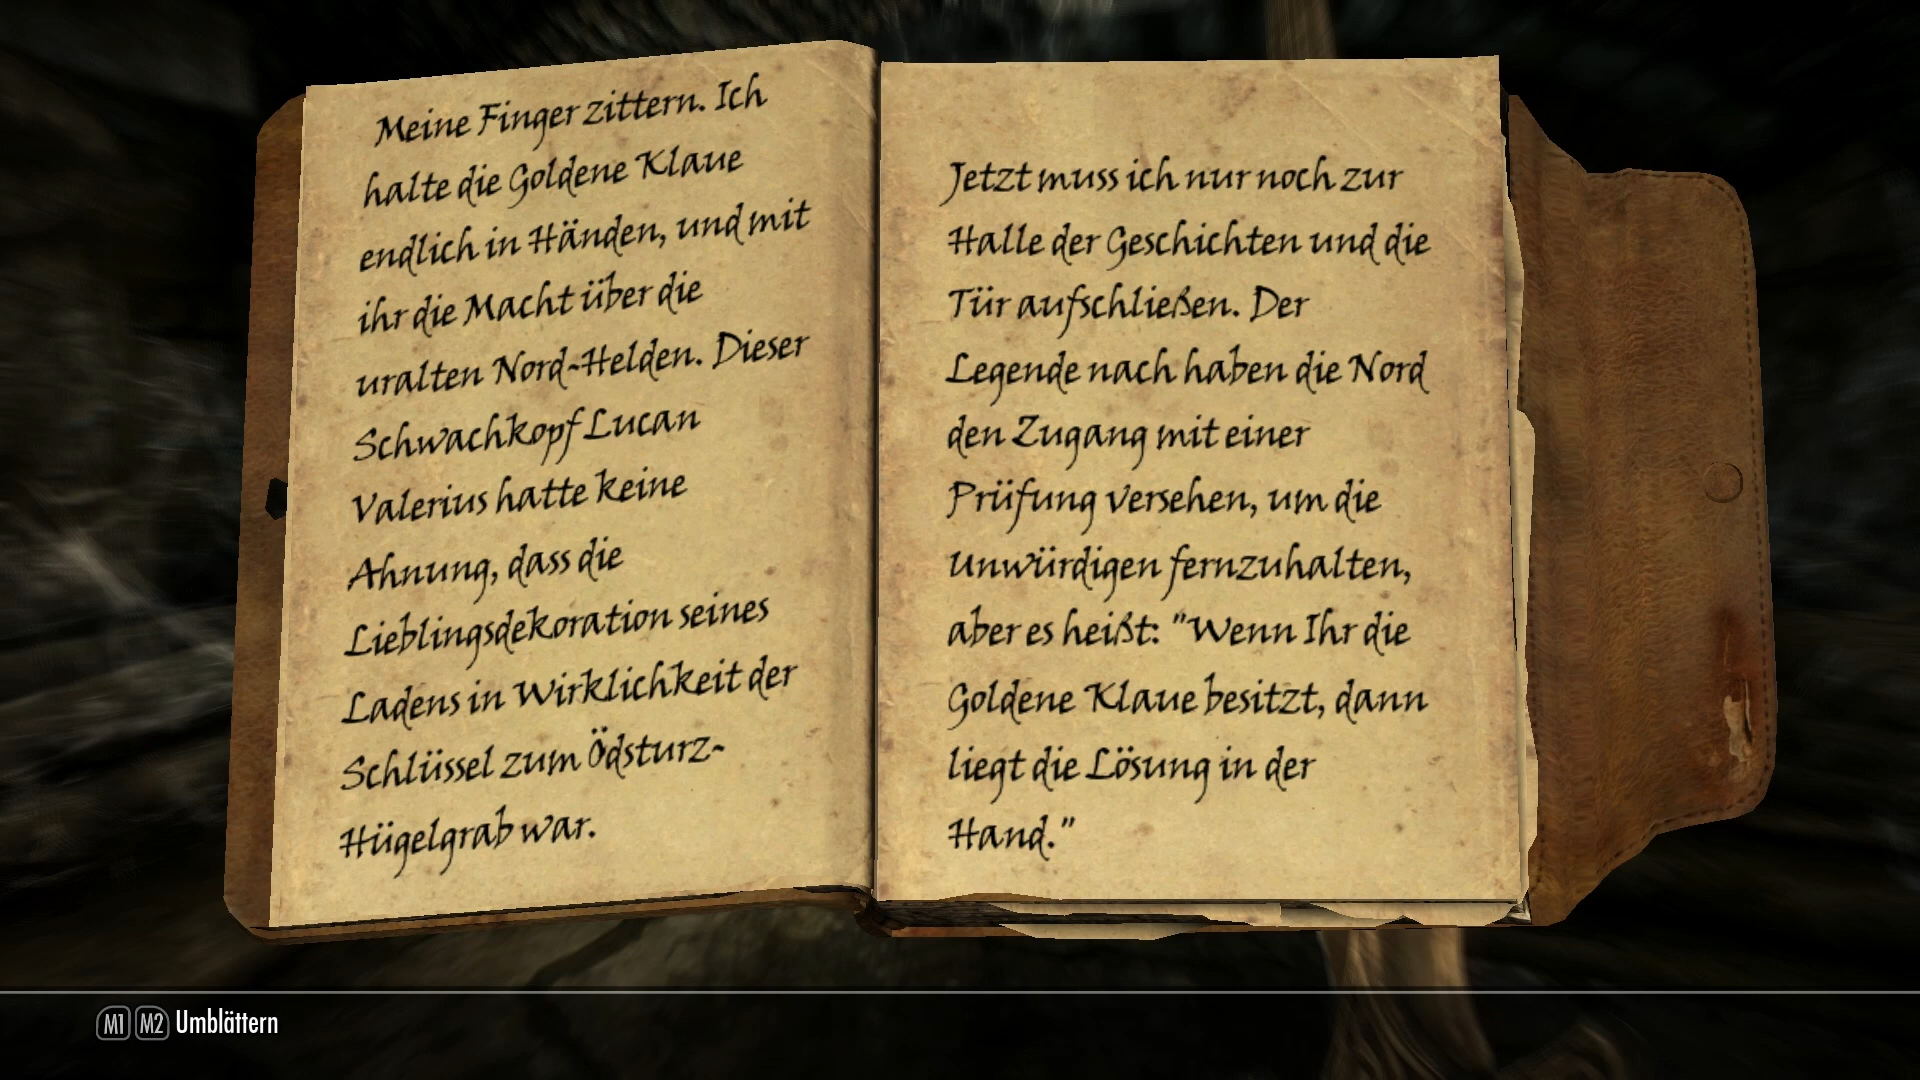 Meine Finger zittern. Ich
halte die Goldene Klaue
endlich in Händen, und mit
ihr die Macht über die
uralten Nord-Helden. Dieser
Schwachkopf Lucan
Valerius hatte keine
Ahnung, dass die
Lieblingsdekoration seines
Ladens in Wirklichkeit der
Schlüssel zum Ödsturz-
Hügelgrab war.
Jetzt muss ich nur noch zur
Halle der Geschichten und die
Tür aufschließen. Der
Legende nach haben die Nord
den Zugang mit einer
Prüfung versehen, um die
Unwürdigen fernzuhalten,
aber es heißt: "Wenn Ihr die
Goldene Klaue besitzt, dann
liegt die Lösung in der
Hand."
M1 M2 Umblättern